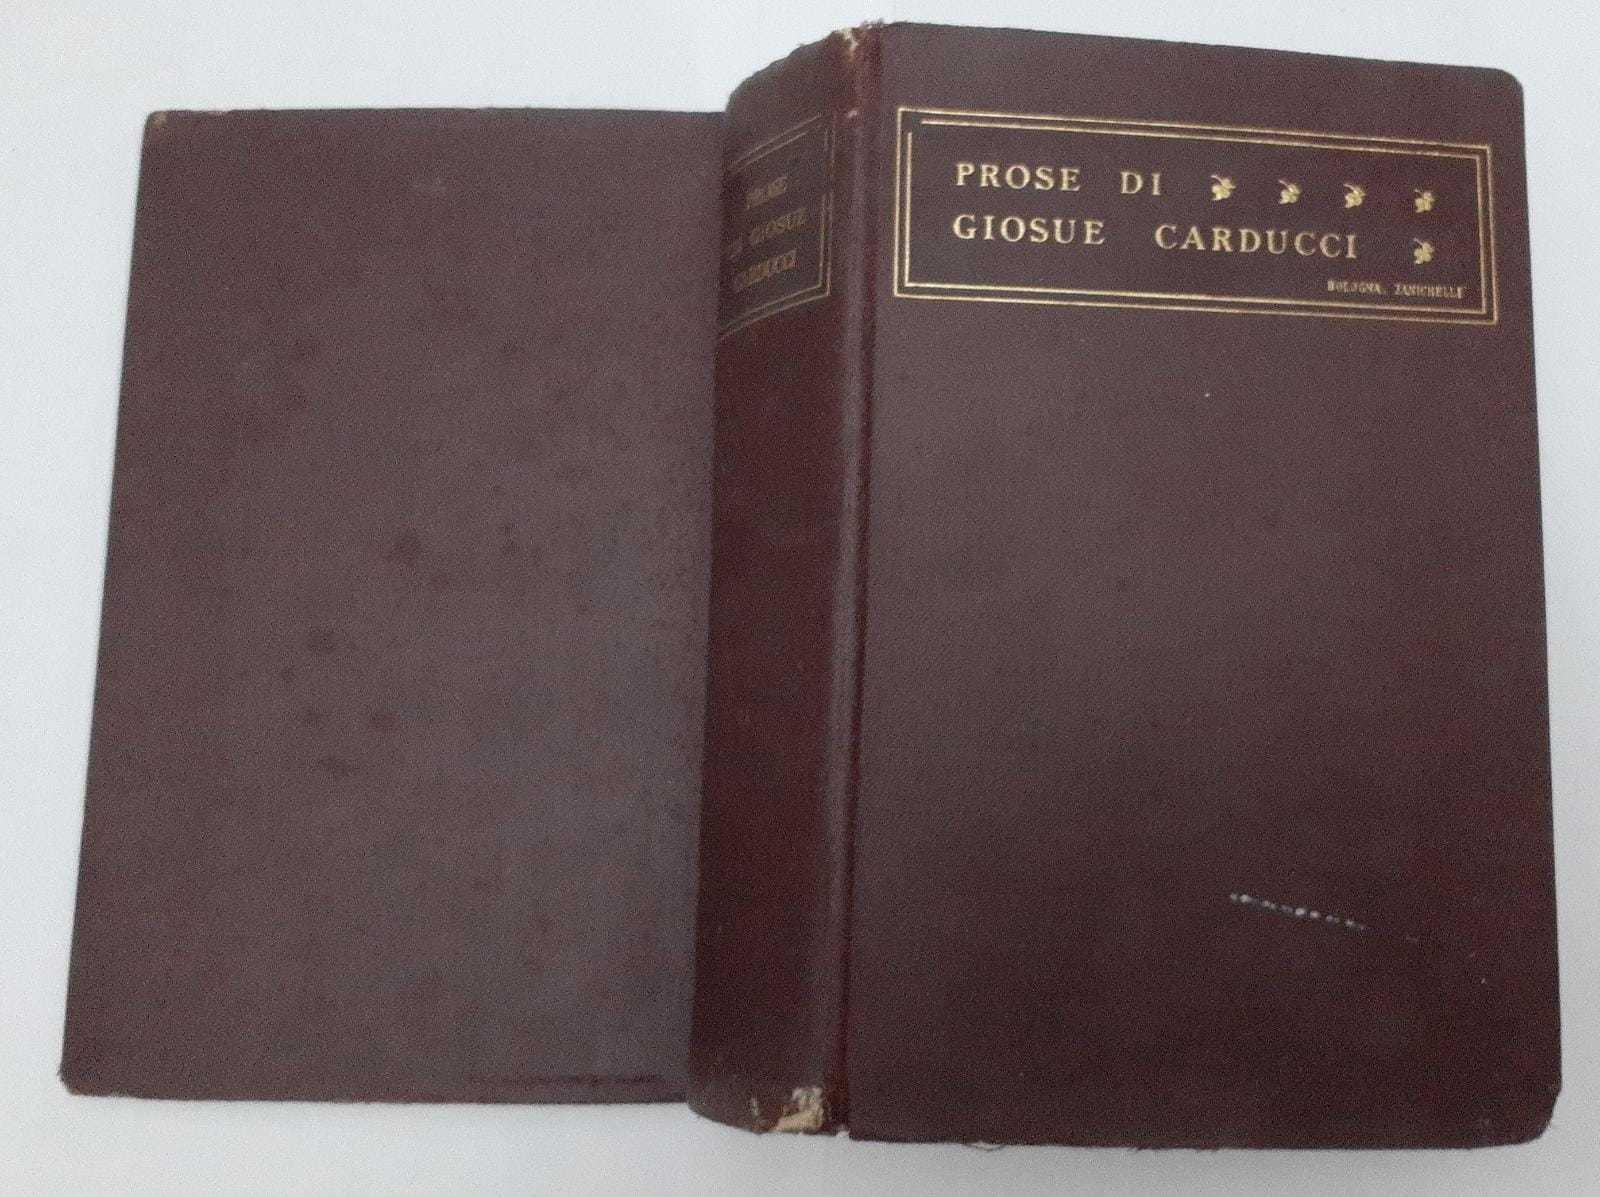 PROSE
DI GIOSUE
CARDUCCI
PROSE DI
GIOSUE CARDUCCI
BOLOGNA, ZANICHELLI